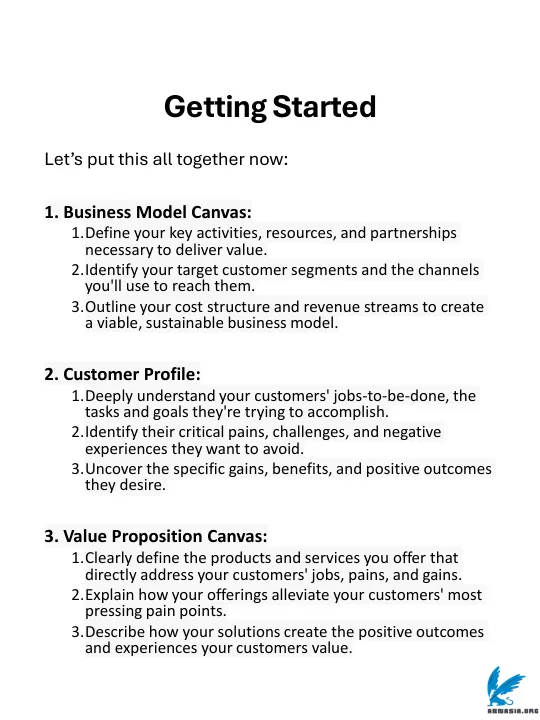 Getting Started
Let’s put this all together now:
1. Business Model Canvas:
1.Define your key activities, resources, and partnerships
necessary to deliver value.
2.Identify your target customer segments and the channels
you'll use to reach them.
3.Outline your cost structure and revenue streams to create
a viable, sustainable business model.
2. Customer Profile:
1.Deeply understand your customers' jobs-to-be-done, the
tasks and goals they're trying to accomplish.
2.Identify their critical pains, challenges, and negative
experiences they want to avoid.
3.Uncover the specific gains, benefits, and positive outcomes
they desire.
3. Value Proposition Canvas:
1.Clearly define the products and services you offer that
directly address your customers' jobs, pains, and gains.
2.Explain how your offerings alleviate your customers' most
pressing pain points.
3.Describe how your solutions create the positive outcomes
and experiences your customers value.
ABNASIA.ORG